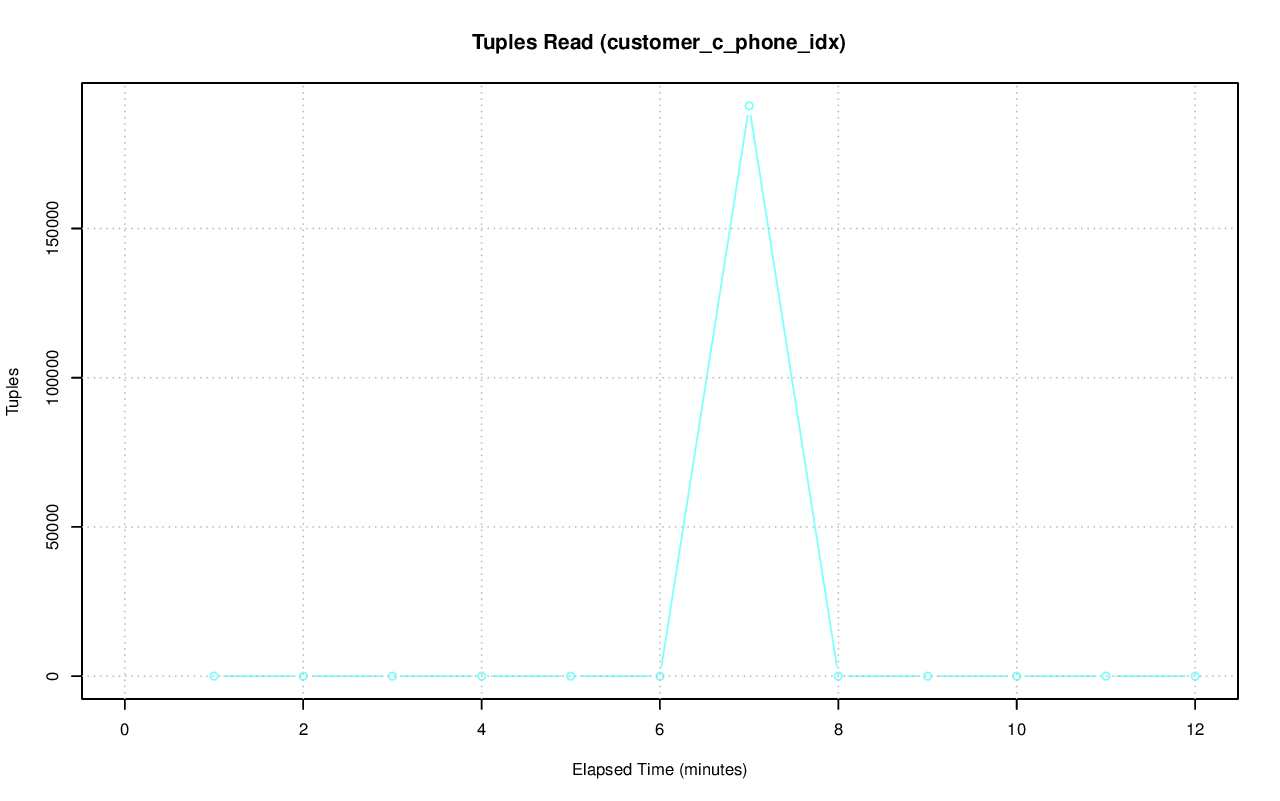 Tuples Read (customer_c_phone_idx)
Tuples
150000
100000
50000
0
0 2 4 6 8 10 12
Elapsed Time (minutes)